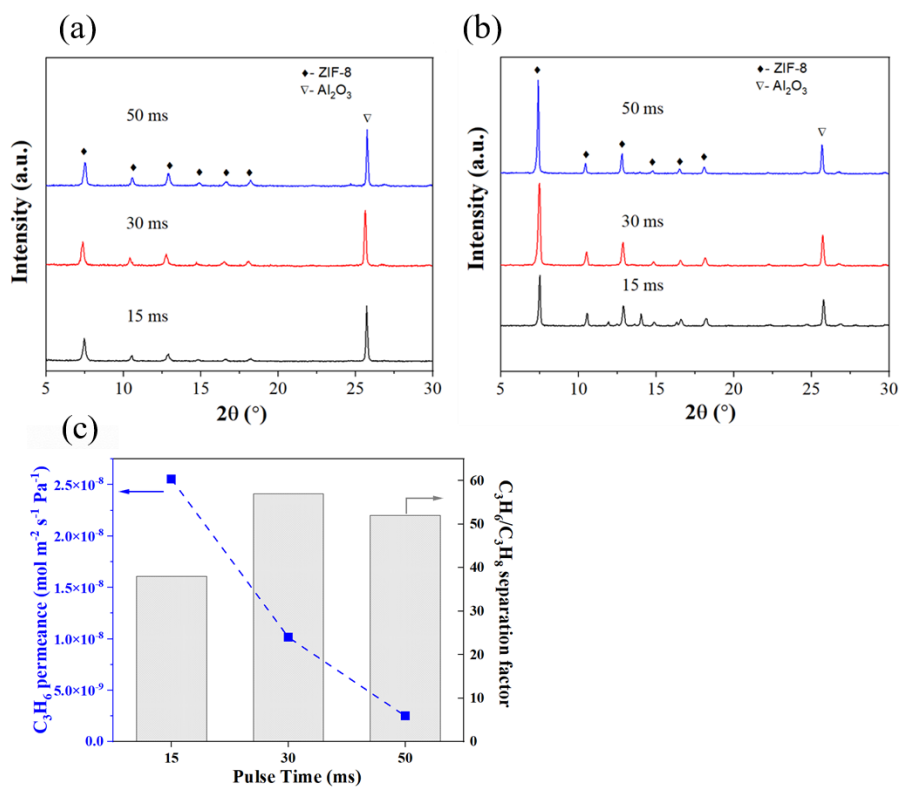 (a)
♦- ZIF-8
▽- Al₂O₃
50 ms
30 ms
15 ms
Intensity (a.u.)
5 10 15 20 25 30
2θ (°)
(b)
♦- ZIF-8
▽- Al₂O₃
50 ms
30 ms
15 ms
Intensity (a.u.)
5 10 15 20 25 30
2θ (°)
(c)
C₃H₆ permeance (mol m⁻² s⁻¹ Pa⁻¹)
2.5×10⁻⁸
2.0×10⁻⁸
1.5×10⁻⁸
1.0×10⁻⁸
5.0×10⁻⁹
0.0
60
50
40
30
20
10
0
C₃H₆/C₃H₈ separation factor
15 30 50
Pulse Time (ms)